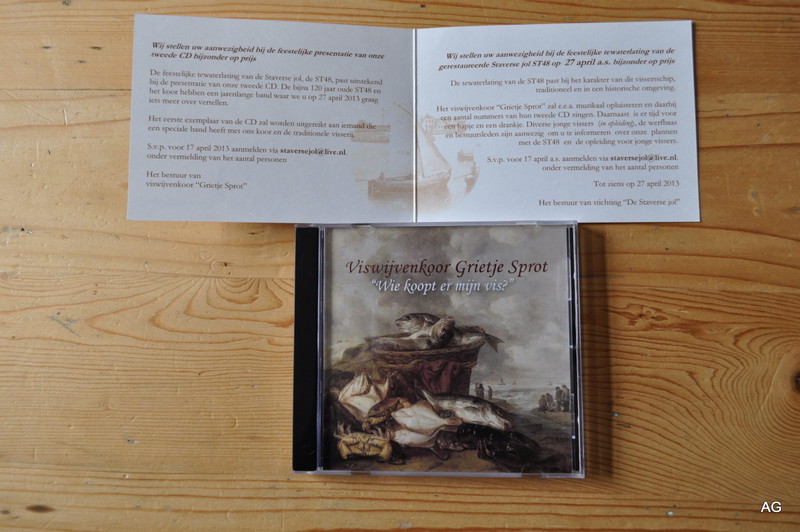 Wij stellen uw aanwezigheid bij de feestelijke presentatie van onze
tweede CD bijzonder op prijs
De feestelijke tewaterlating van de Staverse jol, de ST48, past uitstekend
bij de presentatie van onze tweede CD. De bijna 120 jaar oude ST48 en
het koor hebben een jarenlange band waar we u op 27 april 2013 graag
iets meer over vertellen.
Het eerste exemplaar van de CD zal worden uitgereikt aan iemand die
een speciale band heeft met ons koor en de traditionele visserij.
S.v.p. voor 17 april 2013 aanmelden via staversejol@live.nl.
onder vermelding van het aantal personen
Het bestuur van
viswijvenkoor "Grietje Sprot"
Wij stellen uw aanwezigheid bij de feestelijke tewaterlating van de
gerestaureerde Staverse jol ST48 op 27 april a.s. bijzonder op prijs
De tewaterlating van de ST48 past bij het karakter van dit vissersschip,
traditioneel en in een historische omgeving.
Het viswijvenkoor "Grietje Sprot" zal e.e.a. muzikaal opluisteren en daarbij
een aantal nummers van hun tweede CD zingen. Daarnaast is er tijd voor
een hapje en een drankje. Diverse jonge vissers (in opleiding), de werfbaas
en bestuursleden zijn aanwezig om u te informeren over onze plannen
met de ST48 en de opleiding voor jonge vissers.
S.v.p. voor 17 april a.s. aanmelden via staversejol@live.nl
onder vermelding van het aantal personen
Tot ziens op 27 april 2013
Het bestuur van stichting "De Staverse jol"
Viswijvenkoor Grietje Sprot
"Wie koopt er mijn vis?"
AG